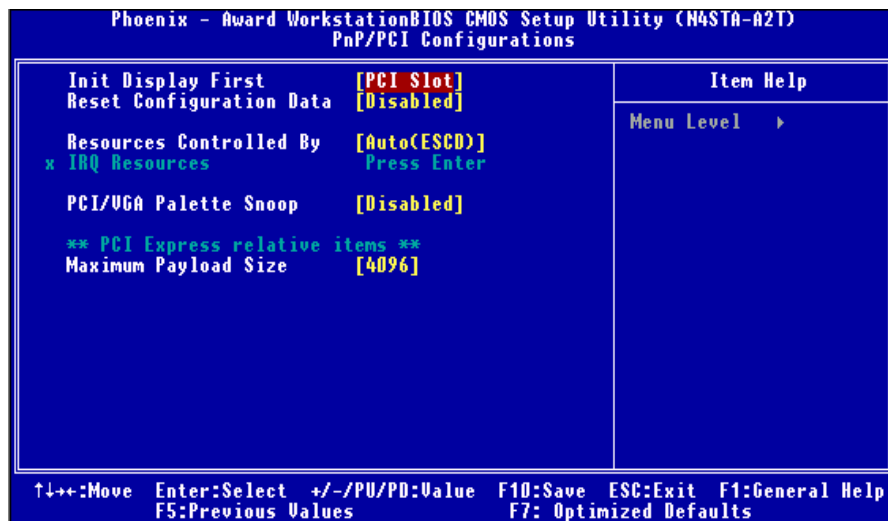 Phoenix - Award WorkstationBIOS CMOS Setup Utility (N4STA-A2T)
PnP/PCI Configurations
Init Display First [PCI Slot]
Reset Configuration Data [Disabled]
Resources Controlled By [Auto(ESCD)]
x IRQ Resources Press Enter
PCI/VGA Palette Snoop [Disabled]
** PCI Express relative items **
Maximum Payload Size [4096]
Item Help
Menu Level ▸
↑↓→←:Move Enter:Select +/-/PU/PD:Value F10:Save ESC:Exit F1:General Help
F5:Previous Values F7: Optimized Defaults